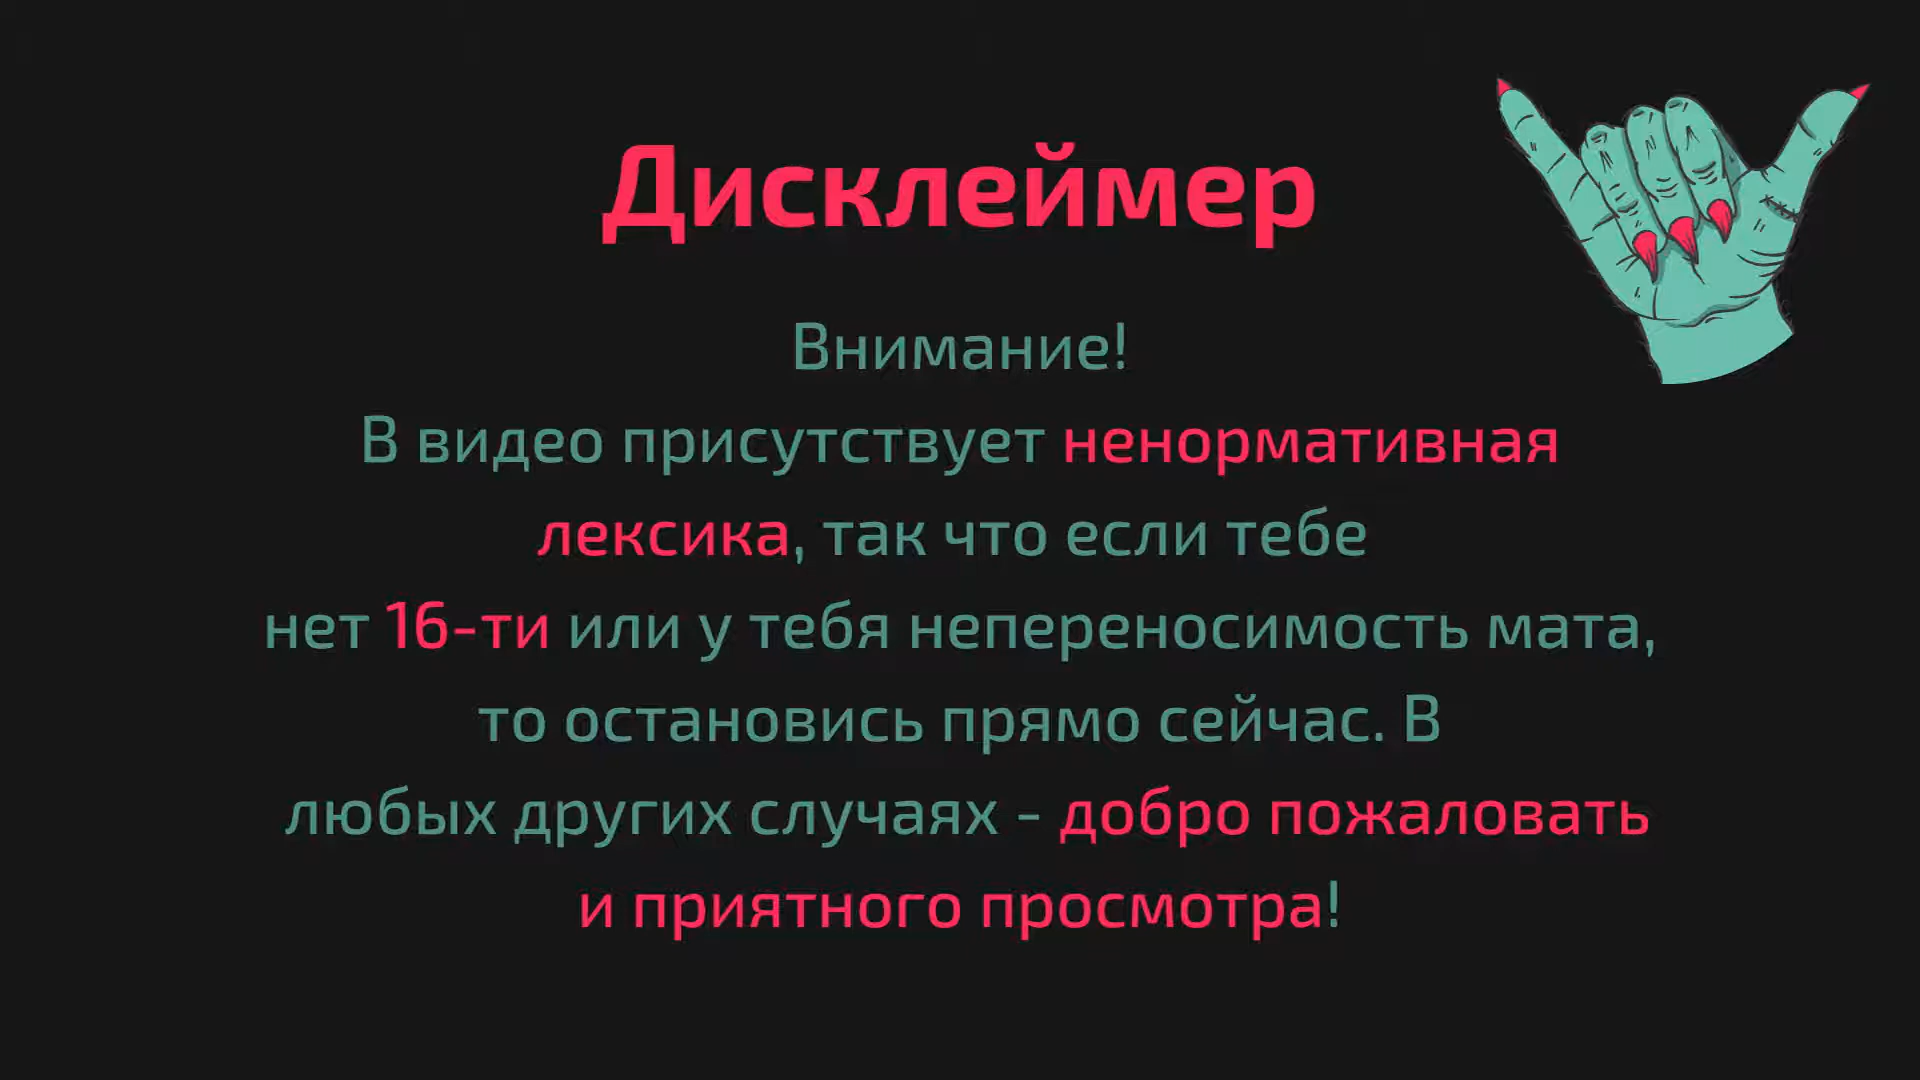 Дисклеймер
Внимание!
В видео присутствует ненормативная
лексика, так что если тебе
нет 16-ти или у тебя непереносимость мата,
то остановись прямо сейчас. В
любых других случаях - добро пожаловать
и приятного просмотра!